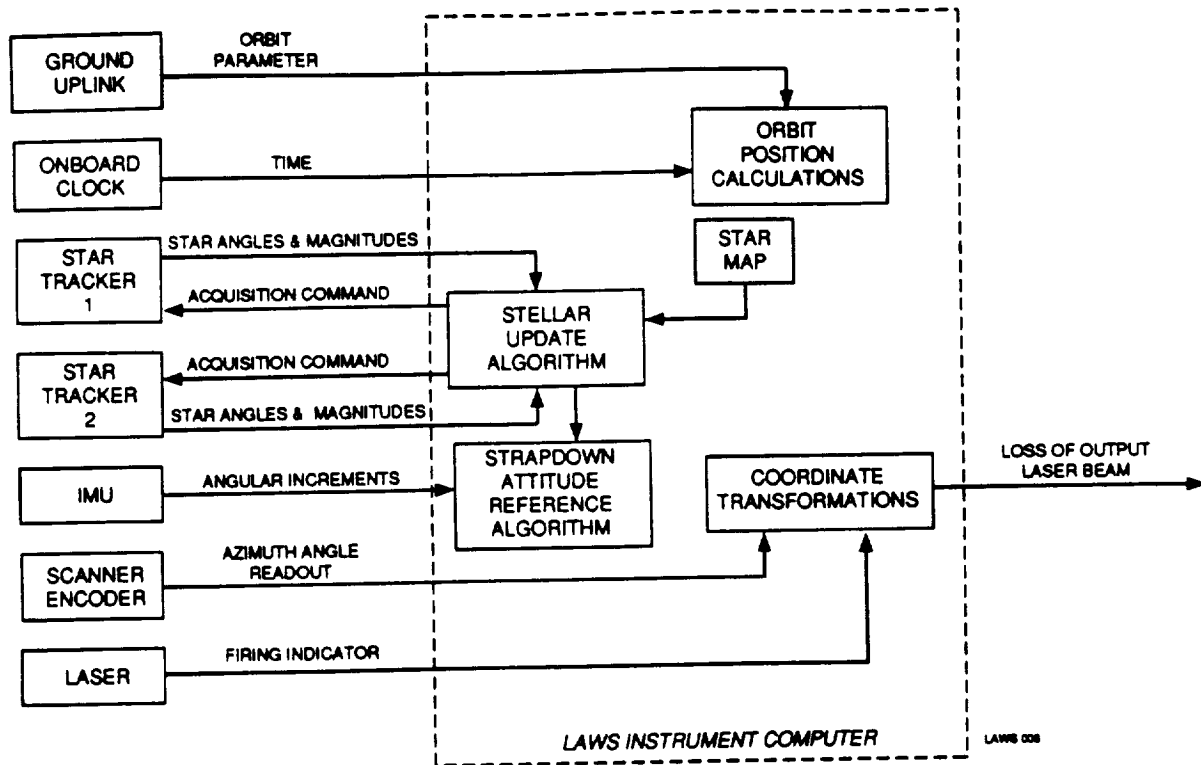 GROUND
UPLINK
ORBIT
PARAMETER
ORBIT
POSITION
CALCULATIONS
ONBOARD
CLOCK
TIME
STAR
MAP
STAR
TRACKER
1
STAR ANGLES & MAGNITUDES
ACQUISITION COMMAND
STELLAR
UPDATE
ALGORITHM
STAR
TRACKER
2
ACQUISITION COMMAND
STAR ANGLES & MAGNITUDES
IMU
ANGULAR INCREMENTS
STRAPDOWN
ATTITUDE
REFERENCE
ALGORITHM
COORDINATE
TRANSFORMATIONS
LOSS OF OUTPUT
LASER BEAM
SCANNER
ENCODER
AZIMUTH ANGLE
READOUT
LASER
FIRING INDICATOR
LAWS INSTRUMENT COMPUTER
LAWS